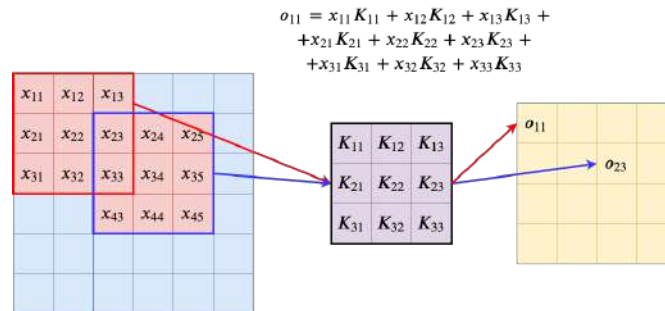 o₁₁ = x₁₁K₁₁ + x₁₂K₁₂ + x₁₃K₁₃ +
+x₂₁K₂₁ + x₂₂K₂₂ + x₂₃K₂₃ +
+x₃₁K₃₁ + x₃₂K₃₂ + x₃₃K₃₃
x₁₁ x₁₂ x₁₃
x₂₁ x₂₂ x₂₃ x₂₄ x₂₅
x₃₁ x₃₂ x₃₃ x₃₄ x₃₅
x₄₃ x₄₄ x₄₅
K₁₁ K₁₂ K₁₃
K₂₁ K₂₂ K₂₃
K₃₁ K₃₂ K₃₃
o₁₁
o₂₃